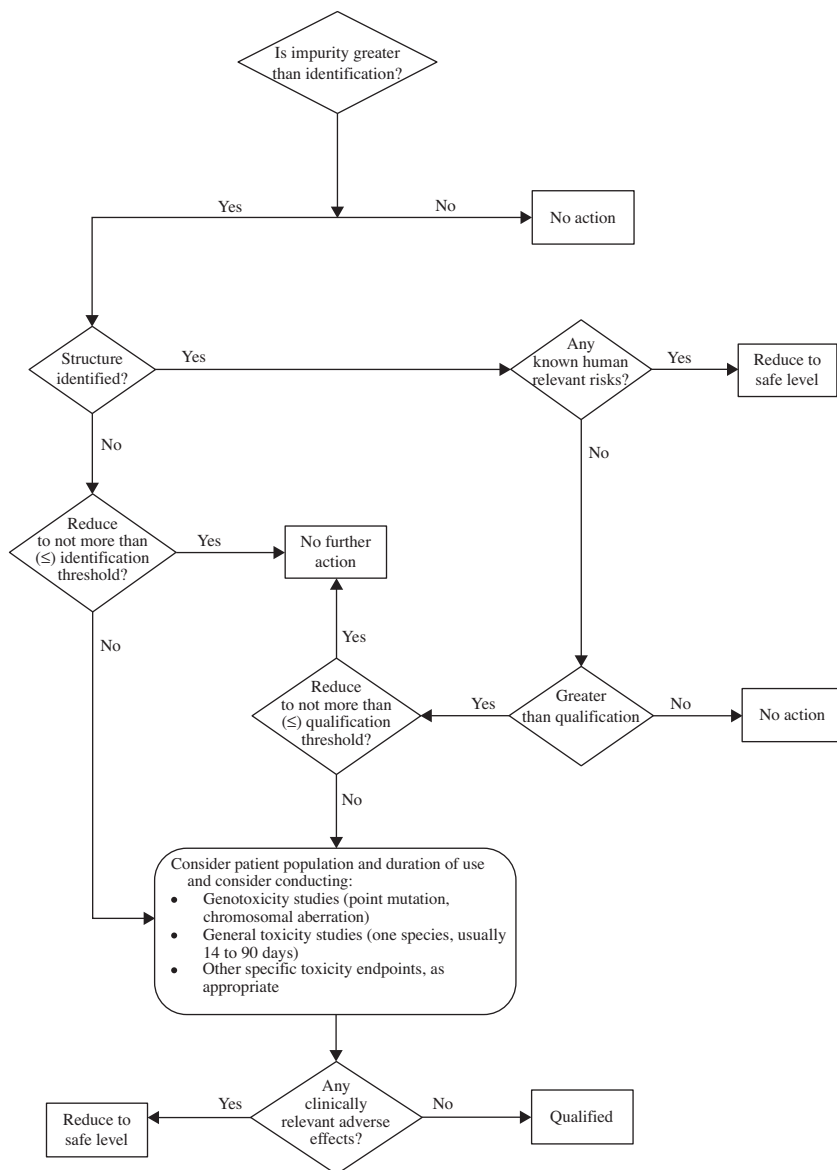 Is impurity greater
than identification?
Yes
No
No action
Structure
identified?
Yes
Any
known human
relevant risks?
Yes
Reduce to
safe level
No
No
Reduce
to not more than
(≤) identification
threshold?
Yes
No further
action
No
Yes
Reduce
to not more than
(≤) qualification
threshold?
Yes
Greater
than qualification
No
No action
No
Consider patient population and duration of use
and consider conducting:
• Genotoxicity studies (point mutation,
chromosomal aberration)
• General toxicity studies (one species, usually
14 to 90 days)
• Other specific toxicity endpoints, as
appropriate
Reduce to
safe level
Yes
Any
clinically
relevant adverse
effects?
No
Qualified